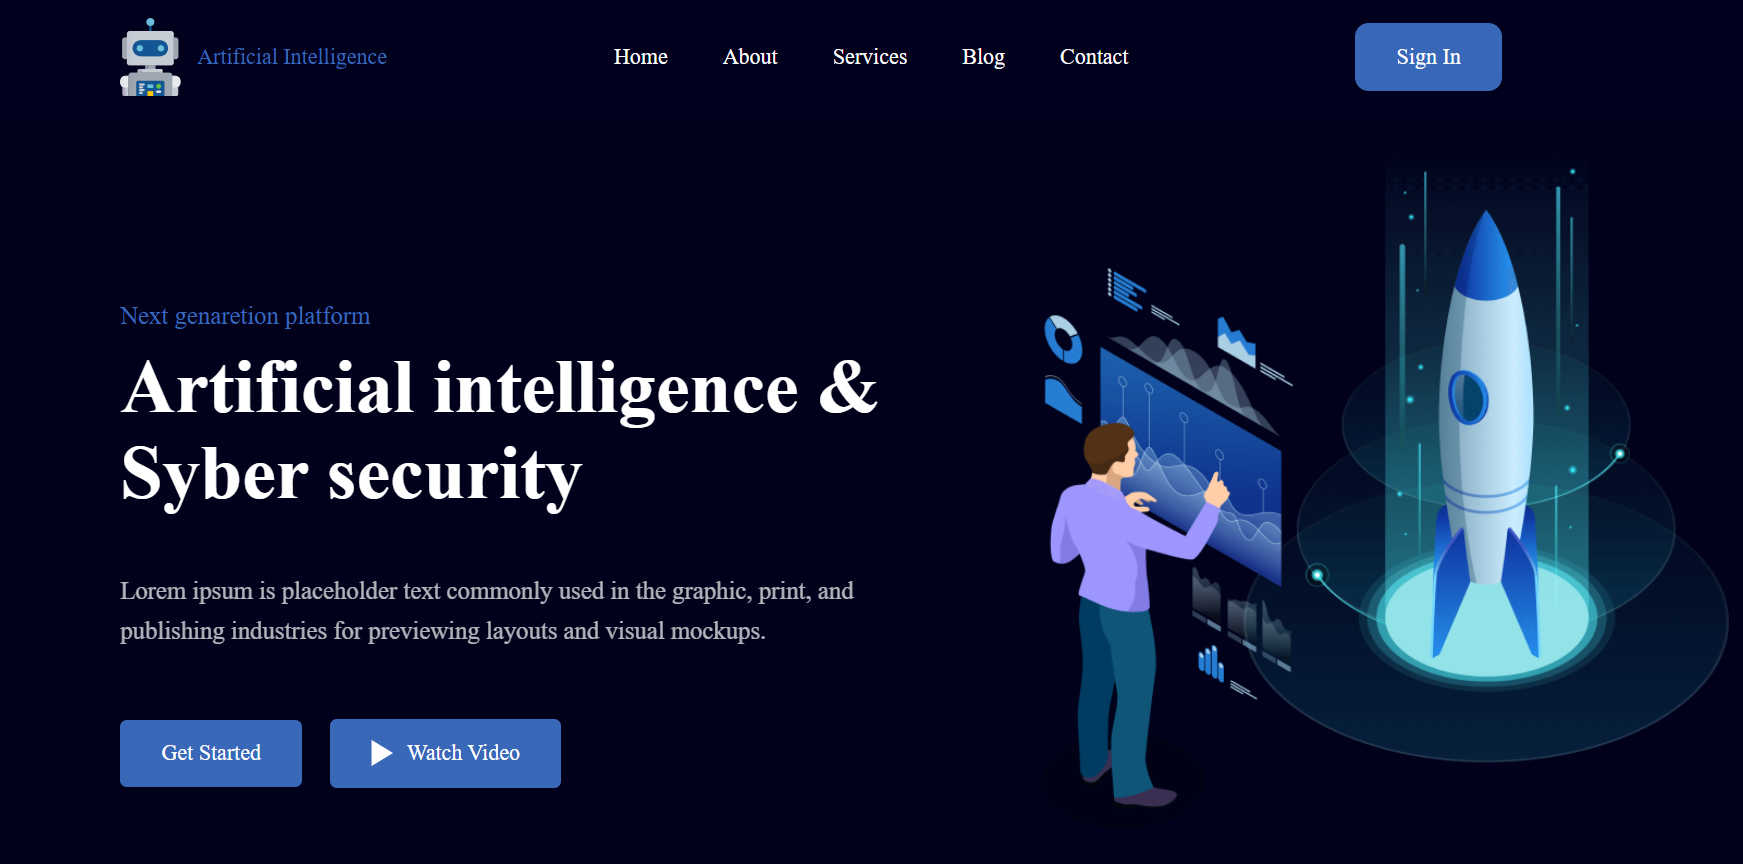 Artificial Intelligence
Home About Services Blog Contact
Sign In
Next genaretion platform
Artificial intelligence &
Syber security
Lorem ipsum is placeholder text commonly used in the graphic, print, and
publishing industries for previewing layouts and visual mockups.
Get Started
Watch Video